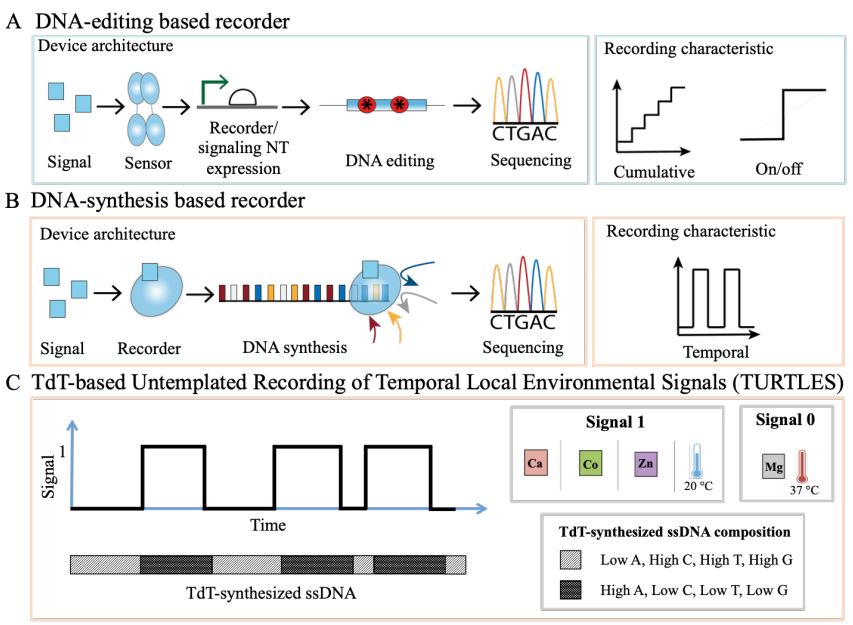 A DNA-editing based recorder
Device architecture
Signal
Sensor
Recorder/
signaling NT
expression
DNA editing
CTGAC
Sequencing
Recording characteristic
Cumulative
On/off
B DNA-synthesis based recorder
Device architecture
Signal
Recorder
DNA synthesis
CTGAC
Sequencing
Recording characteristic
Temporal
C TdT-based Untemplated Recording of Temporal Local Environmental Signals (TURTLES)
Signal
1
Time
TdT-synthesized ssDNA
Signal 1
Ca
Co
Zn
20 °C
Signal 0
Mg
37 °C
TdT-synthesized ssDNA composition
Low A, High C, High T, High G
High A, Low C, Low T, Low G